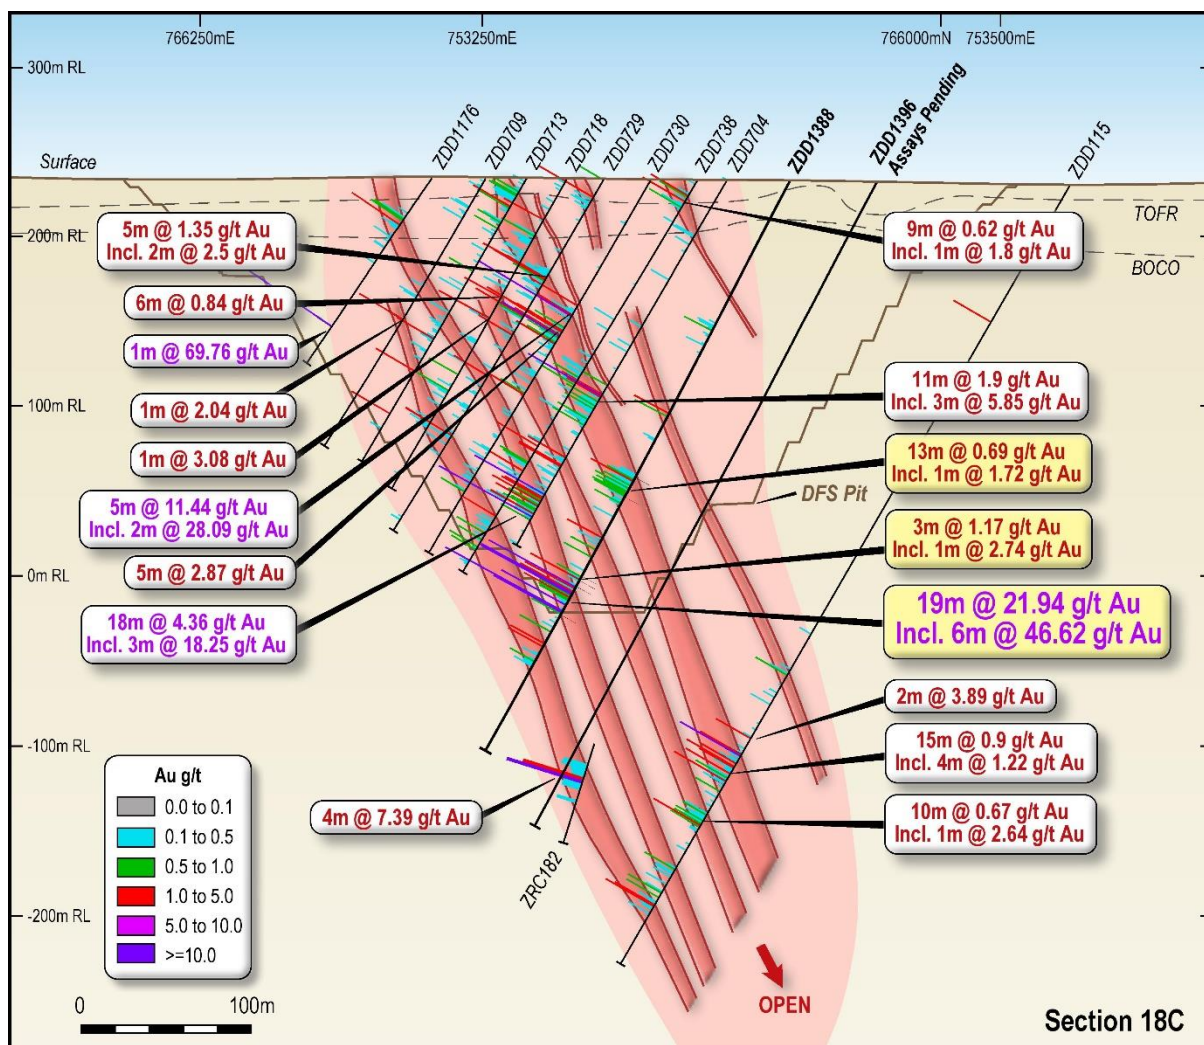 766250mE
753250mE
766000mN
753500mE
300m RL
Surface
ZDD1176
ZDD709
ZDD713
ZDD718
ZDD729
ZDD730
ZDD738
ZDD704
ZDD1388
ZDD1396
Assays Pending
ZDD115
TOFR
200m RL
BOCO
5m @ 1.35 g/t Au
Incl. 2m @ 2.5 g/t Au
6m @ 0.84 g/t Au
1m @ 69.76 g/t Au
1m @ 2.04 g/t Au
1m @ 3.08 g/t Au
5m @ 11.44 g/t Au
Incl. 2m @ 28.09 g/t Au
5m @ 2.87 g/t Au
18m @ 4.36 g/t Au
Incl. 3m @ 18.25 g/t Au
9m @ 0.62 g/t Au
Incl. 1m @ 1.8 g/t Au
11m @ 1.9 g/t Au
Incl. 3m @ 5.85 g/t Au
13m @ 0.69 g/t Au
Incl. 1m @ 1.72 g/t Au
DFS Pit
3m @ 1.17 g/t Au
Incl. 1m @ 2.74 g/t Au
19m @ 21.94 g/t Au
Incl. 6m @ 46.62 g/t Au
2m @ 3.89 g/t Au
15m @ 0.9 g/t Au
Incl. 4m @ 1.22 g/t Au
10m @ 0.67 g/t Au
Incl. 1m @ 2.64 g/t Au
4m @ 7.39 g/t Au
ZRC182
100m RL
0m RL
-100m RL
-200m RL
Au g/t
0.0 to 0.1
0.1 to 0.5
0.5 to 1.0
1.0 to 5.0
5.0 to 10.0
>=10.0
0
100m
OPEN
Section 18C